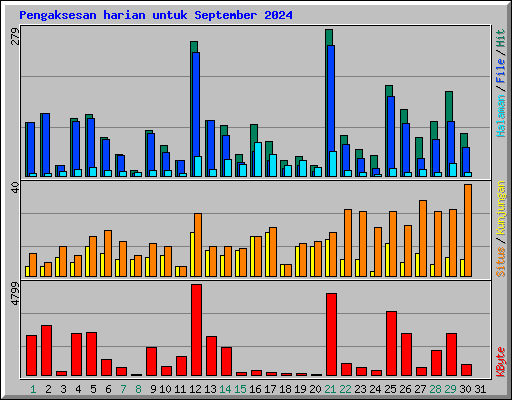 Pengaksesan harian untuk September 2024
279
Halaman / File / Hit
40
Situs / Kunjungan
4799
KByte
1 2 3 4 5 6 7 8 9 10 11 12 13 14 15 16 17 18 19 20 21 22 23 24 25 26 27 28 29 30 31